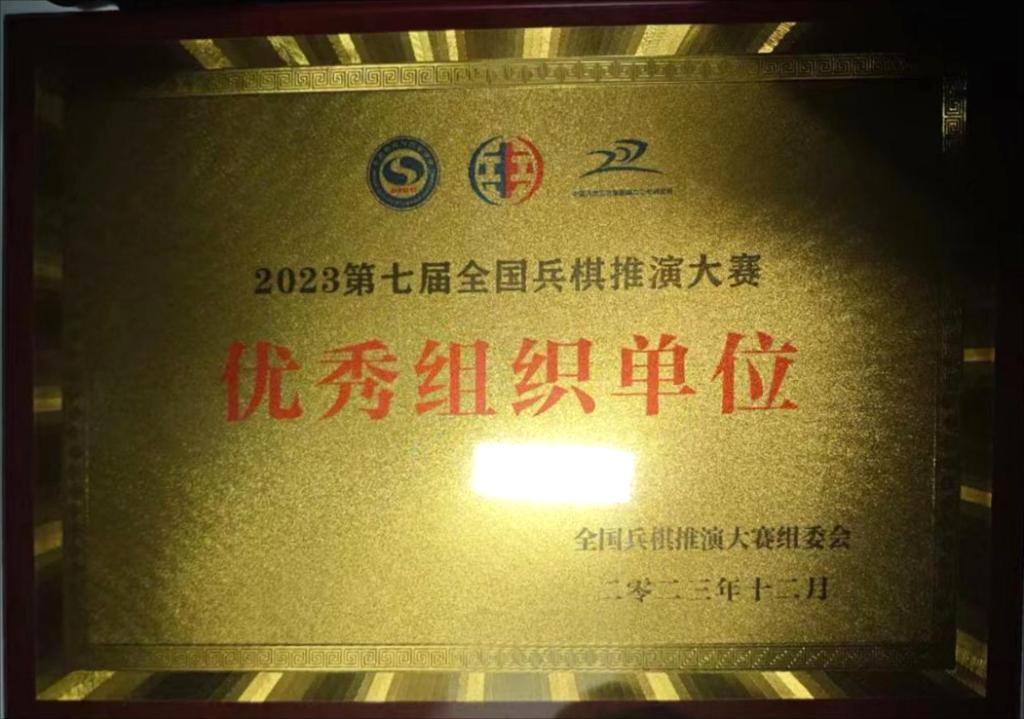 2023第七届全国兵棋推演大赛
优秀组织单位
全国兵棋推演大赛组委会
二零二三年十二月